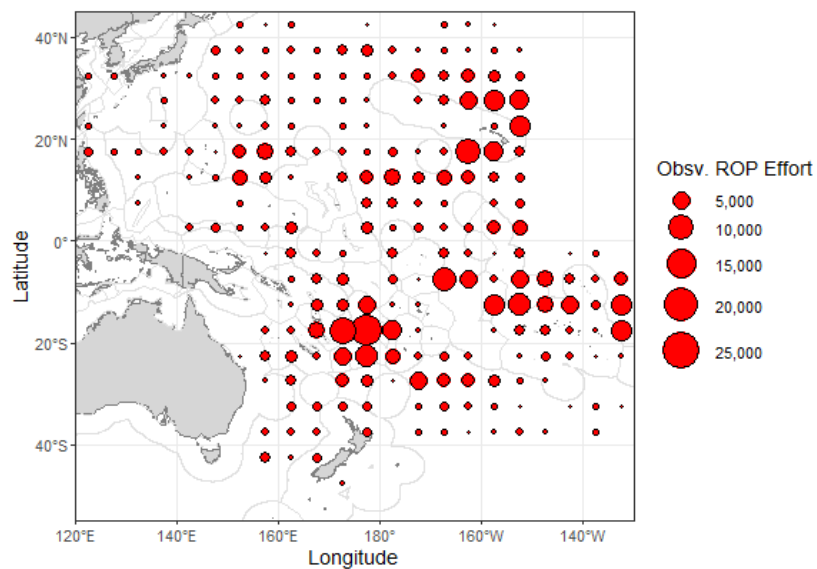 40°N
20°N
0°
20°S
40°S
Latitude
120°E 140°E 160°E 180° 160°W 140°W
Longitude
Obsv. ROP Effort
5,000
10,000
15,000
20,000
25,000